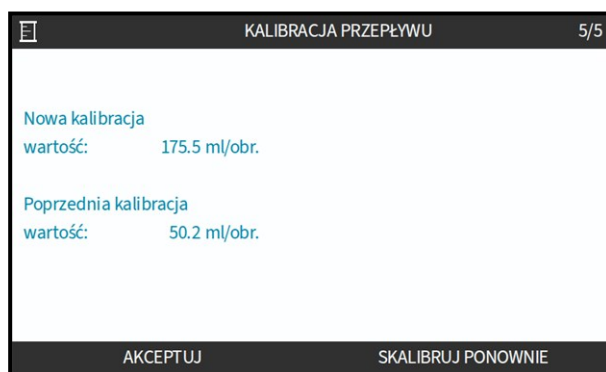 KALIBRACJA PRZEPŁYWU 5/5
Nowa kalibracja
wartość: 175.5 ml/obr.
Poprzednia kalibracja
wartość: 50.2 ml/obr.
AKCEPTUJ SKALIBRUJ PONOWNIE